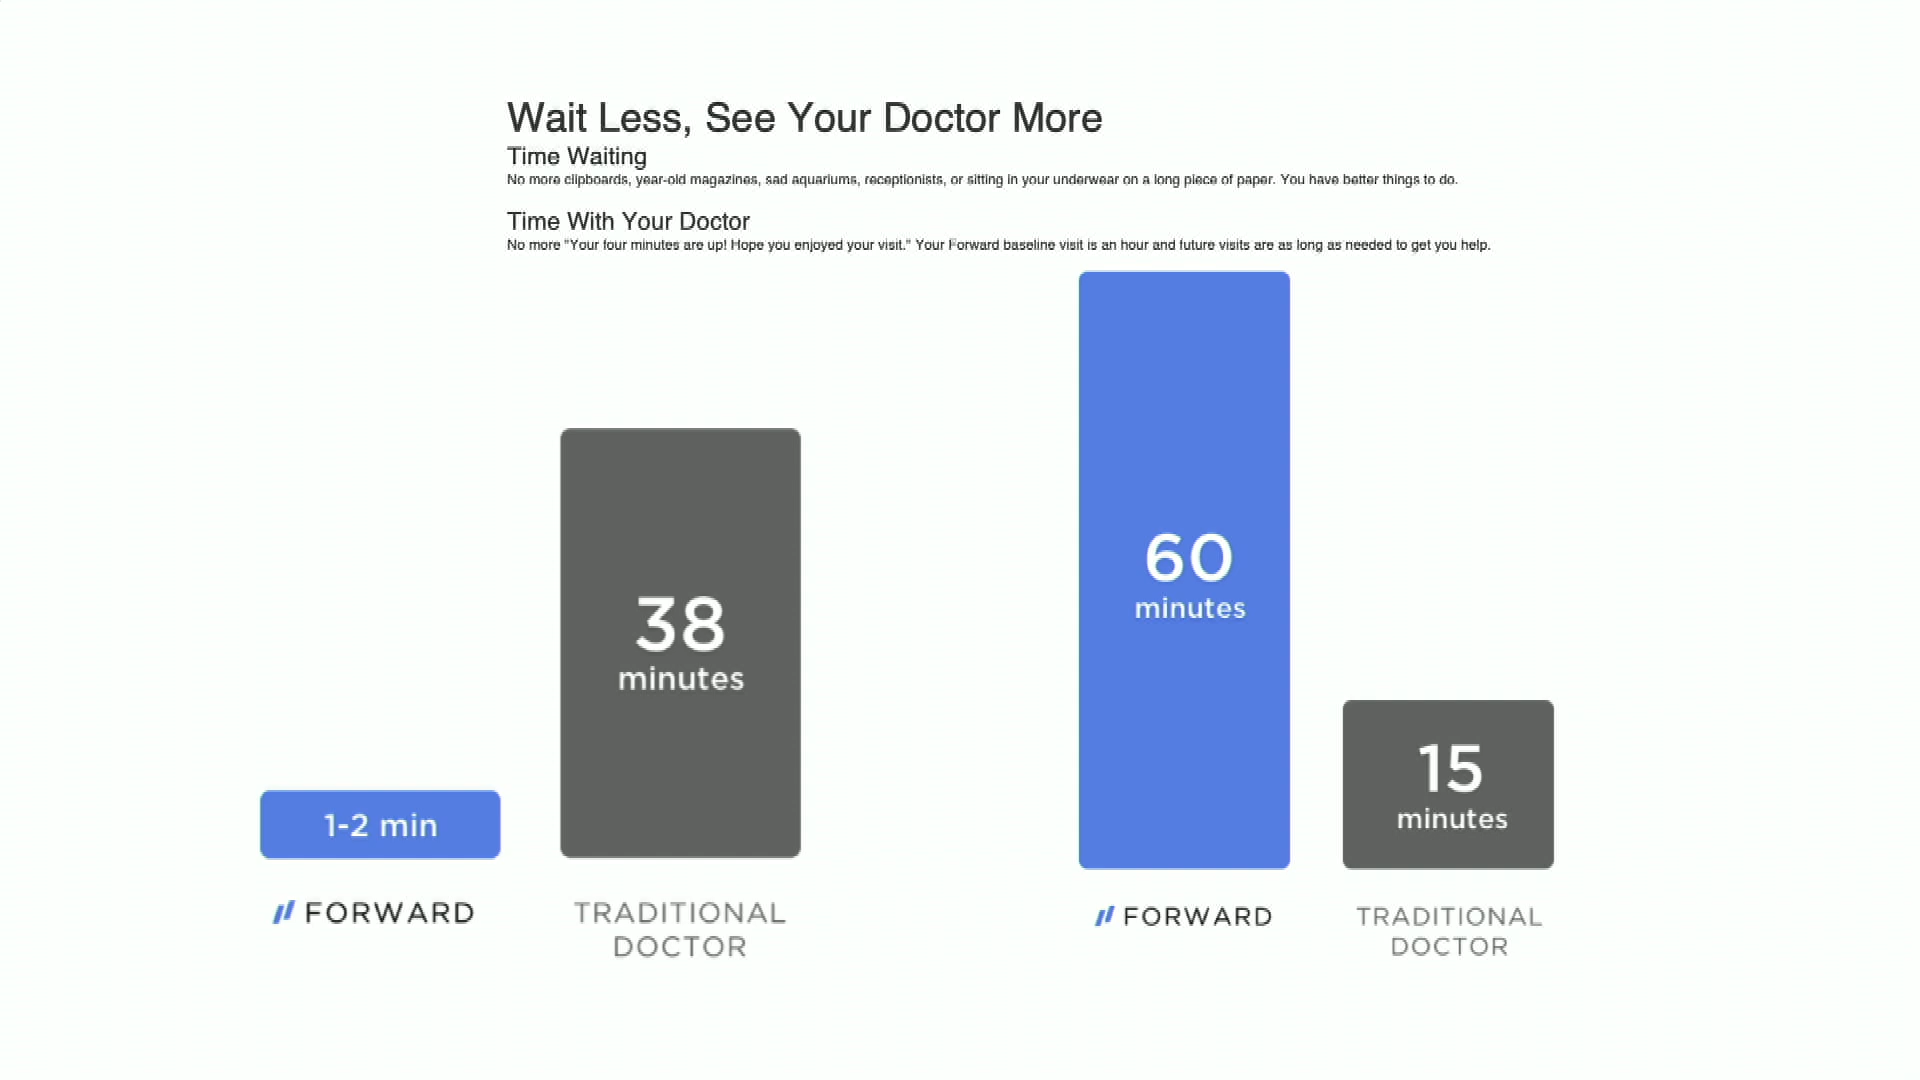 Wait Less, See Your Doctor More
Time Waiting
No more clipboards, year-old magazines, sad aquariums, receptionists, or sitting in your underwear on a long piece of paper. You have better things to do.
Time With Your Doctor
No more "Your four minutes are up! Hope you enjoyed your visit." Your Forward baseline visit is an hour and future visits are as long as needed to get you help.
1-2 min
FORWARD
38
minutes
TRADITIONAL
DOCTOR
60
minutes
FORWARD
15
minutes
TRADITIONAL
DOCTOR